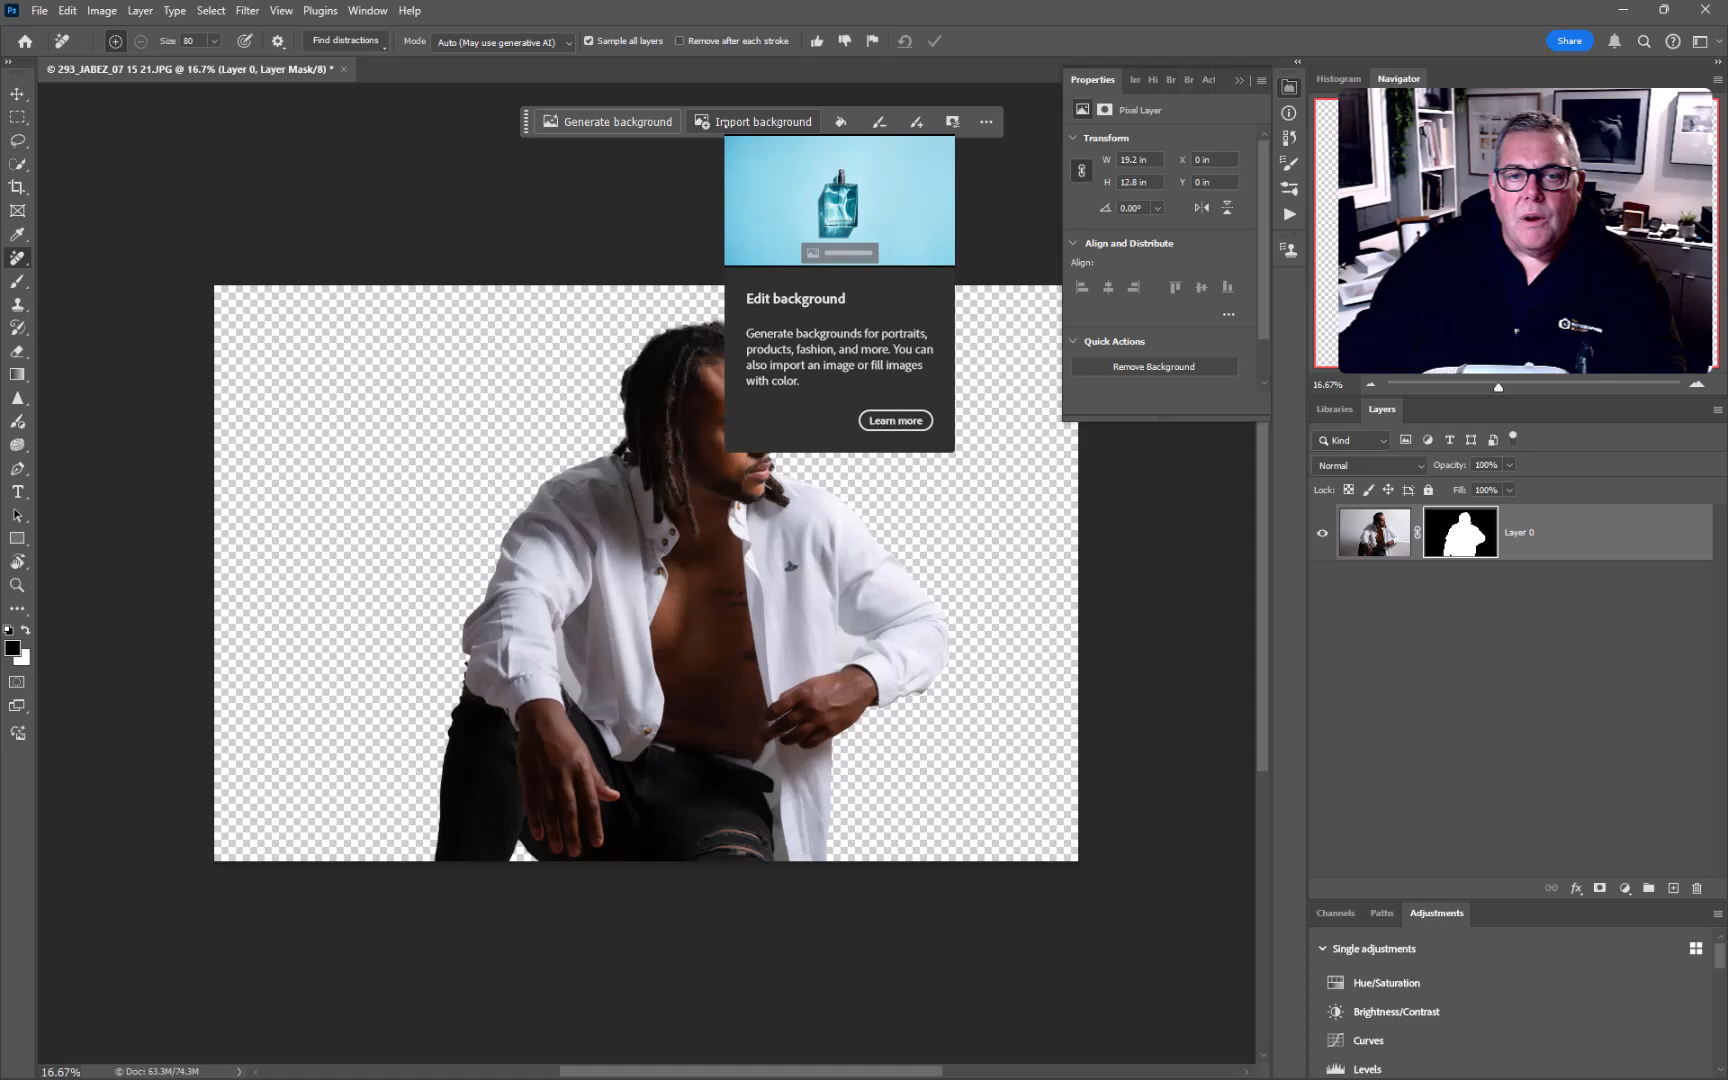 Ps File Edit Image Layer Type Select Filter View Plugins Window Help
Size 80 Find distractions Mode Auto (May use generative AI) Sample all layers Remove after each stroke Share
© 293_JABEZ_07 15 21.JPG @ 16.7% (Layer 0, Layer Mask/8) *
Generate background
Import background
Edit background
Generate backgrounds for portraits,
products, fashion, and more. You can
also import an image or fill images
with color.
Learn more
Properties Hi Br Br Act
Pixel Layer
Transform
W 19.2 in X 0 in
H 12.8 in Y 0 in
0.00°
Align and Distribute
Align:
Quick Actions
Remove Background
Histogram Navigator
16.67%
Libraries Layers
Kind
Normal Opacity: 100%
Lock: Fill: 100%
Layer 0
fx
Channels Paths Adjustments
Single adjustments
Hue/Saturation
Brightness/Contrast
Curves
Levels
16.67% © Doc: 63.3M/74.3M